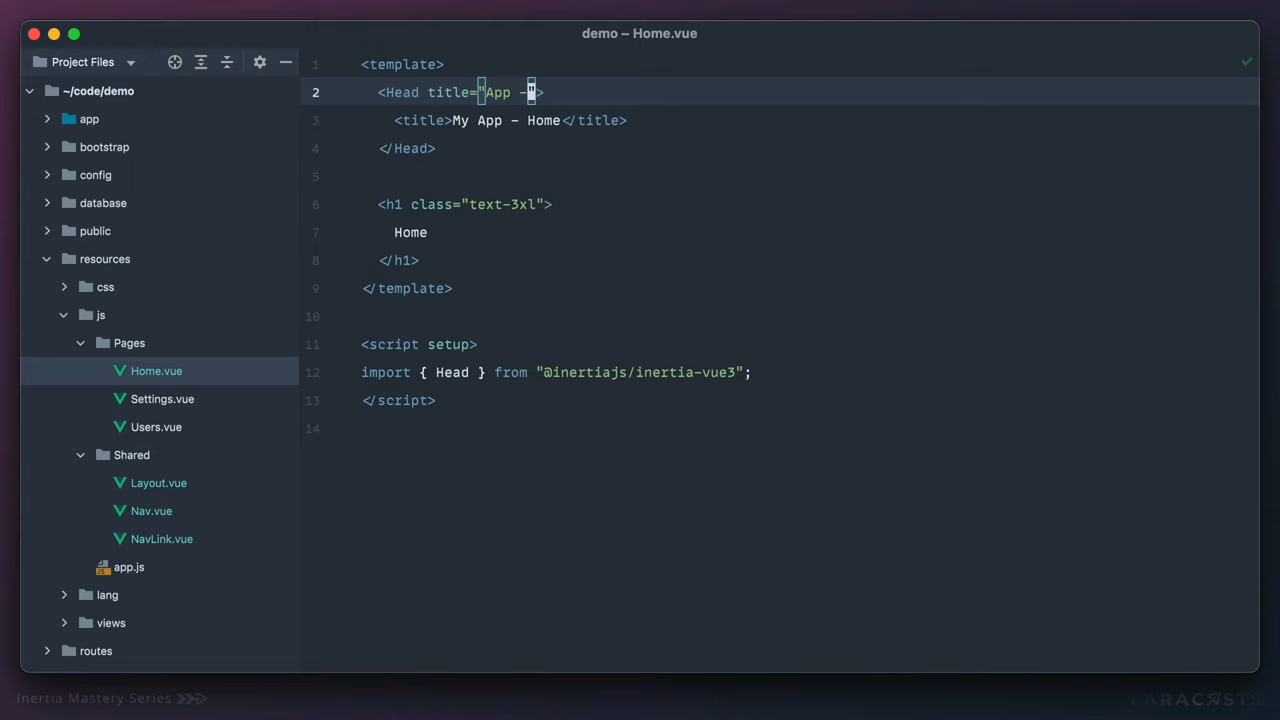 demo – Home.vue
Project Files
~/code/demo
app
bootstrap
config
database
public
resources
css
js
Pages
Home.vue
Settings.vue
Users.vue
Shared
Layout.vue
Nav.vue
NavLink.vue
JS app.js
lang
views
routes
1 <template>
2 <Head title="App -">
3 <title>My App - Home</title>
4 </Head>
5
6 <h1 class="text-3xl">
7 Home
8 </h1>
9 </template>
10
11 <script setup>
12 import { Head } from "@inertiajs/inertia-vue3";
13 </script>
14
Inertia Mastery Series
LARACASTS